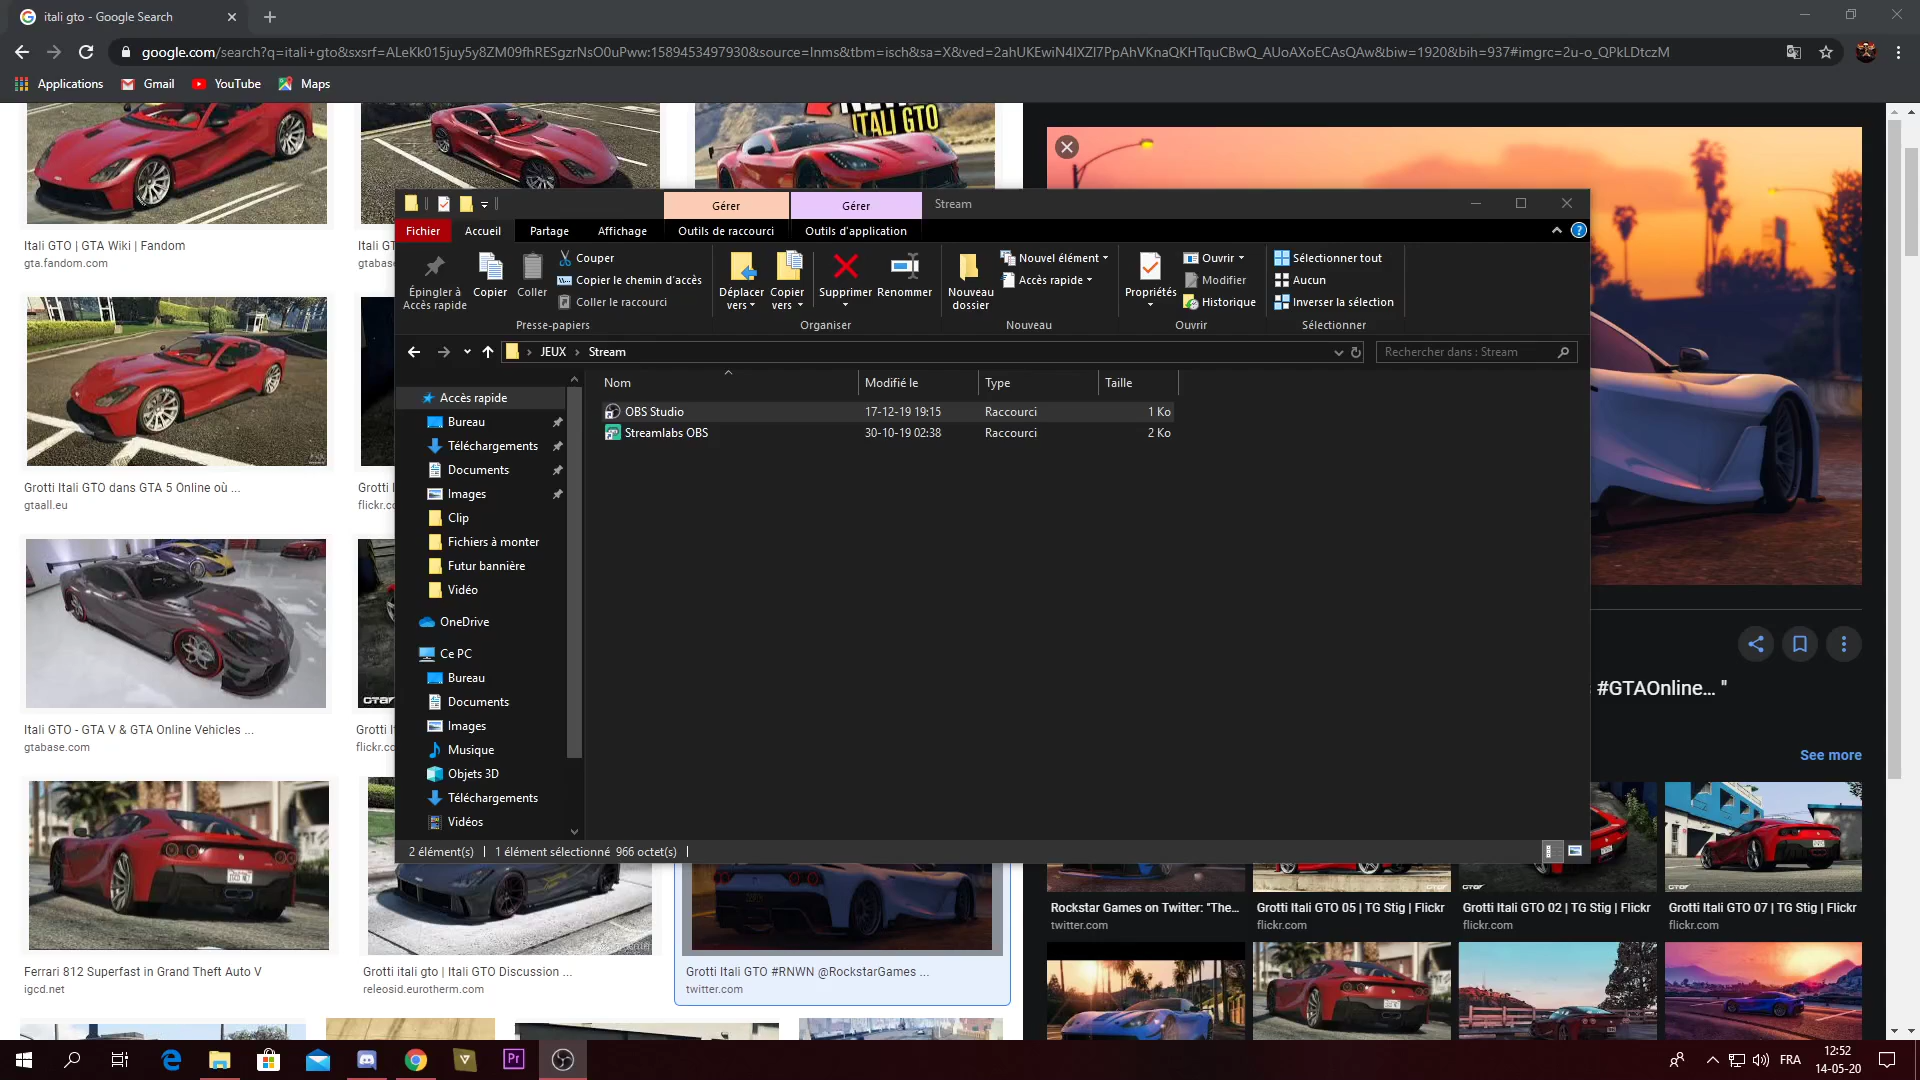 itali gto - Google Search
google.com/search?q=itali+gto&sxsrf=ALeKk015juy5y8ZM09fhRESgzrNsO0uPww:1589453497930&source=lnms&tbm=isch&sa=X&ved=2ahUKEwiN4IXZl7PpAhVKnaQKHTquCBwQ_AUoAXoECAsQAw&biw=1920&bih=937#imgrc=2u-o_QPkLDtczM
Applications
Gmail
YouTube
Maps
ITALI GTO
Itali GTO | GTA Wiki | Fandom
gta.fandom.com
Itali G
gtabas
Grotti Itali GTO dans GTA 5 Online où ...
gtaall.eu
Grotti I
flickr.co
Itali GTO - GTA V & GTA Online Vehicles ...
gtabase.com
Grotti I
flickr.co
Gérer
Gérer
Stream
Fichier
Accueil
Partage
Affichage
Outils de raccourci
Outils d'application
Épingler à
Accès rapide
Copier
Coller
Couper
Copier le chemin d'accès
Coller le raccourci
Presse-papiers
Déplacer
vers
Copier
vers
Supprimer
Renommer
Organiser
Nouveau
dossier
Nouvel élément
Accès rapide
Nouveau
Propriétés
Ouvrir
Modifier
Historique
Ouvrir
Sélectionner tout
Aucun
Inverser la sélection
Sélectionner
JEUX
Stream
Rechercher dans : Stream
Nom
Modifié le
Type
Taille
OBS Studio
17-12-19 19:15
Raccourci
1 Ko
Streamlabs OBS
30-10-19 02:38
Raccourci
2 Ko
Accès rapide
Bureau
Téléchargements
Documents
Images
Clip
Fichiers à monter
Futur bannière
Vidéo
OneDrive
Ce PC
Bureau
Documents
Images
Musique
Objets 3D
Téléchargements
Vidéos
2 élément(s)
1 élément sélectionné 966 octet(s)
#GTAOnline... "
See more
Ferrari 812 Superfast in Grand Theft Auto V
igcd.net
Grotti itali gto | Itali GTO Discussion ...
releosid.eurotherm.com
Grotti Itali GTO #RNWN @RockstarGames ...
twitter.com
Rockstar Games on Twitter: "The...
twitter.com
Grotti Itali GTO 05 | TG Stig | Flickr
flickr.com
Grotti Itali GTO 02 | TG Stig | Flickr
flickr.com
Grotti Itali GTO 07 | TG Stig | Flickr
flickr.com
Pr
FRA
12:52
14-05-20